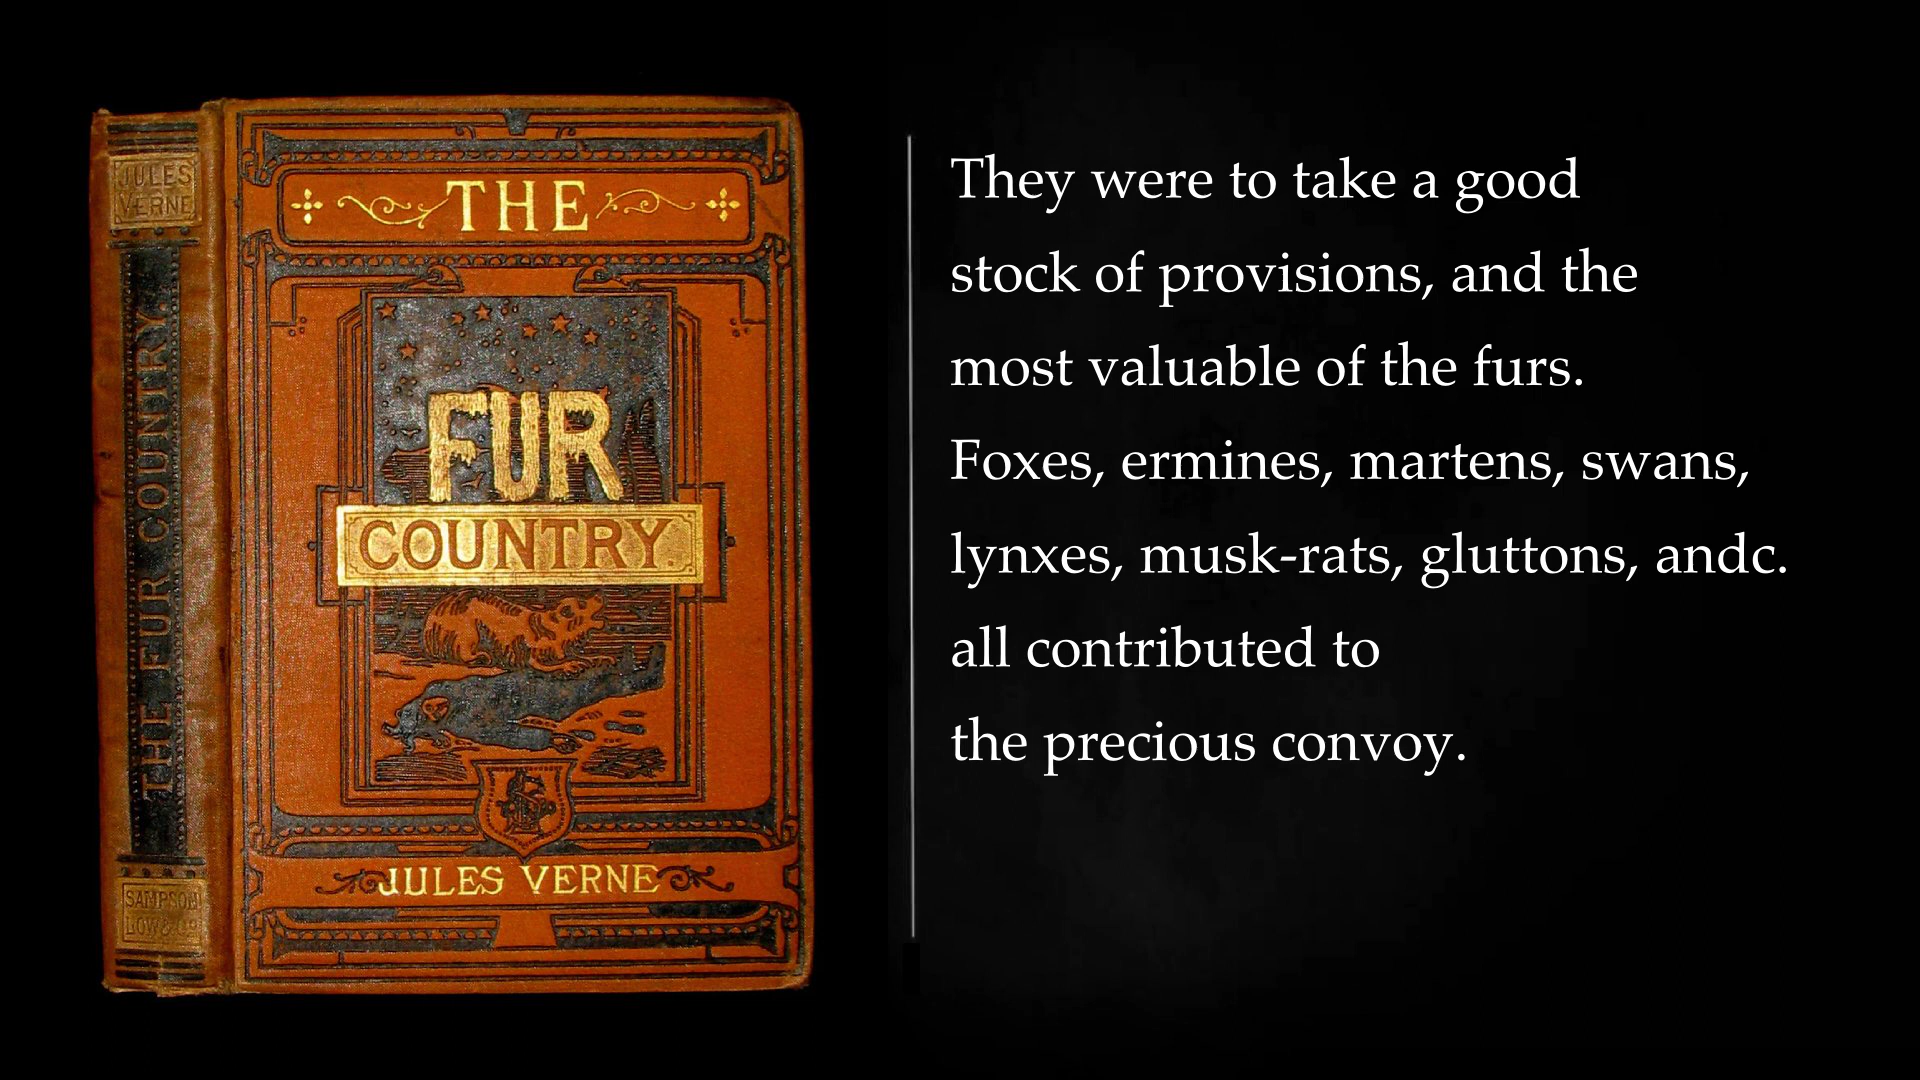 JULES
VERNE
THE FUR COUNTRY.
SAMPSON
LOW & Co
THE
FUR
COUNTRY.
JULES VERNE
They were to take a good
stock of provisions, and the
most valuable of the furs.
Foxes, ermines, martens, swans,
lynxes, musk-rats, gluttons, andc.
all contributed to
the precious convoy.